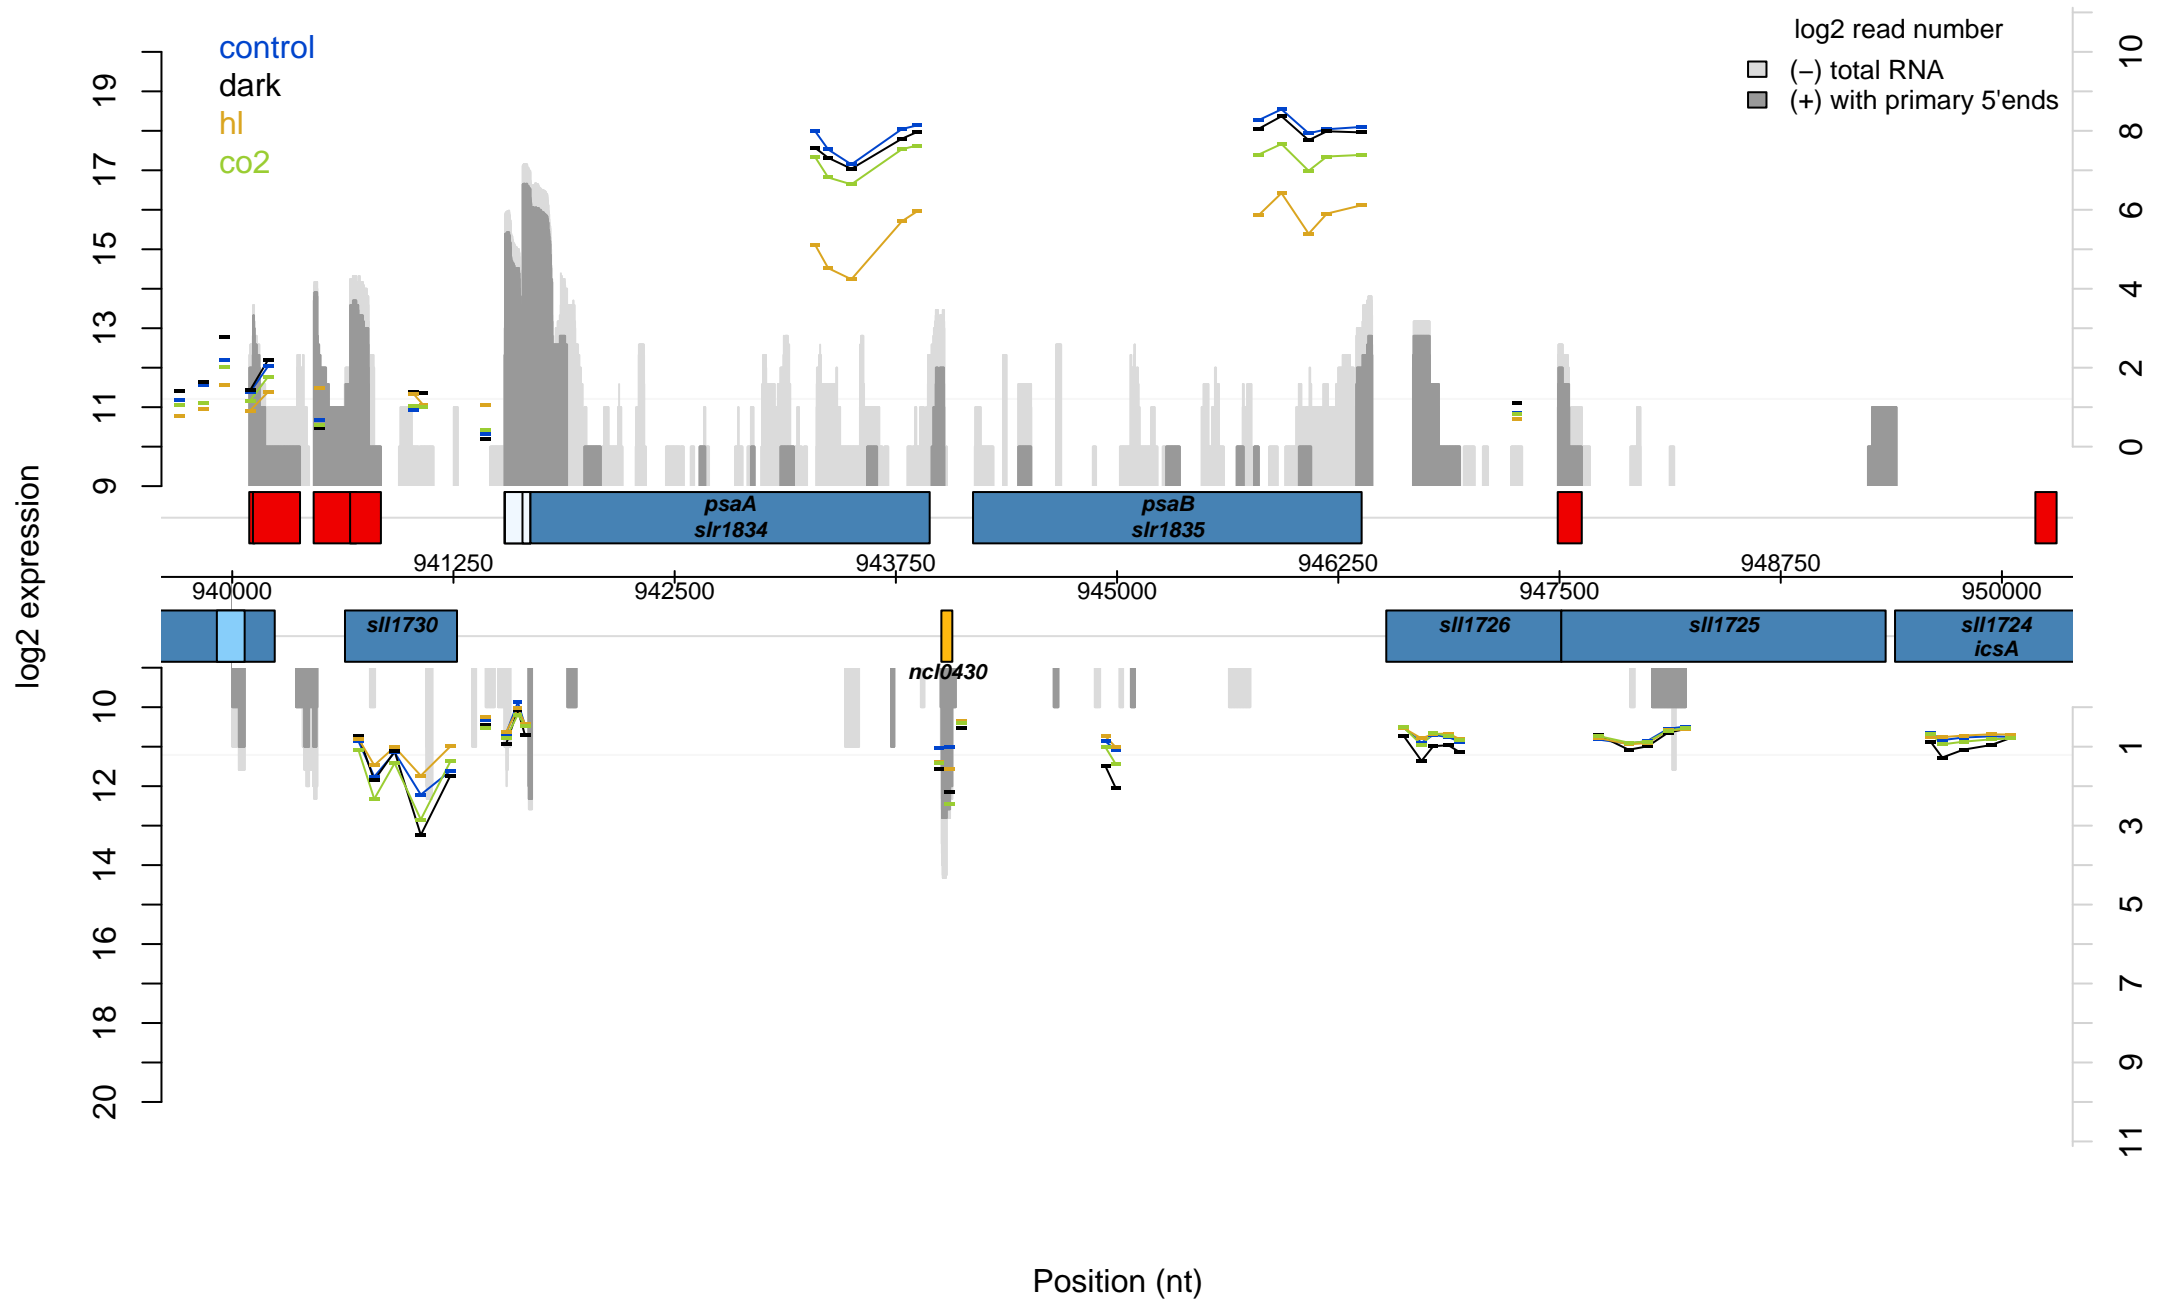 control
dark
hl
co2
log2 read number
(−) total RNA
(+) with primary 5'ends
19
17
15
13
11
9
10
8
6
4
2
0
psaA
slr1834
psaB
slr1835
941250
943750
946250
948750
940000
942500
945000
947500
950000
sll1730
ncl0430
sll1726
sll1725
sll1724
icsA
10
12
14
16
18
20
1
3
5
7
9
11
log2 expression
Position (nt)